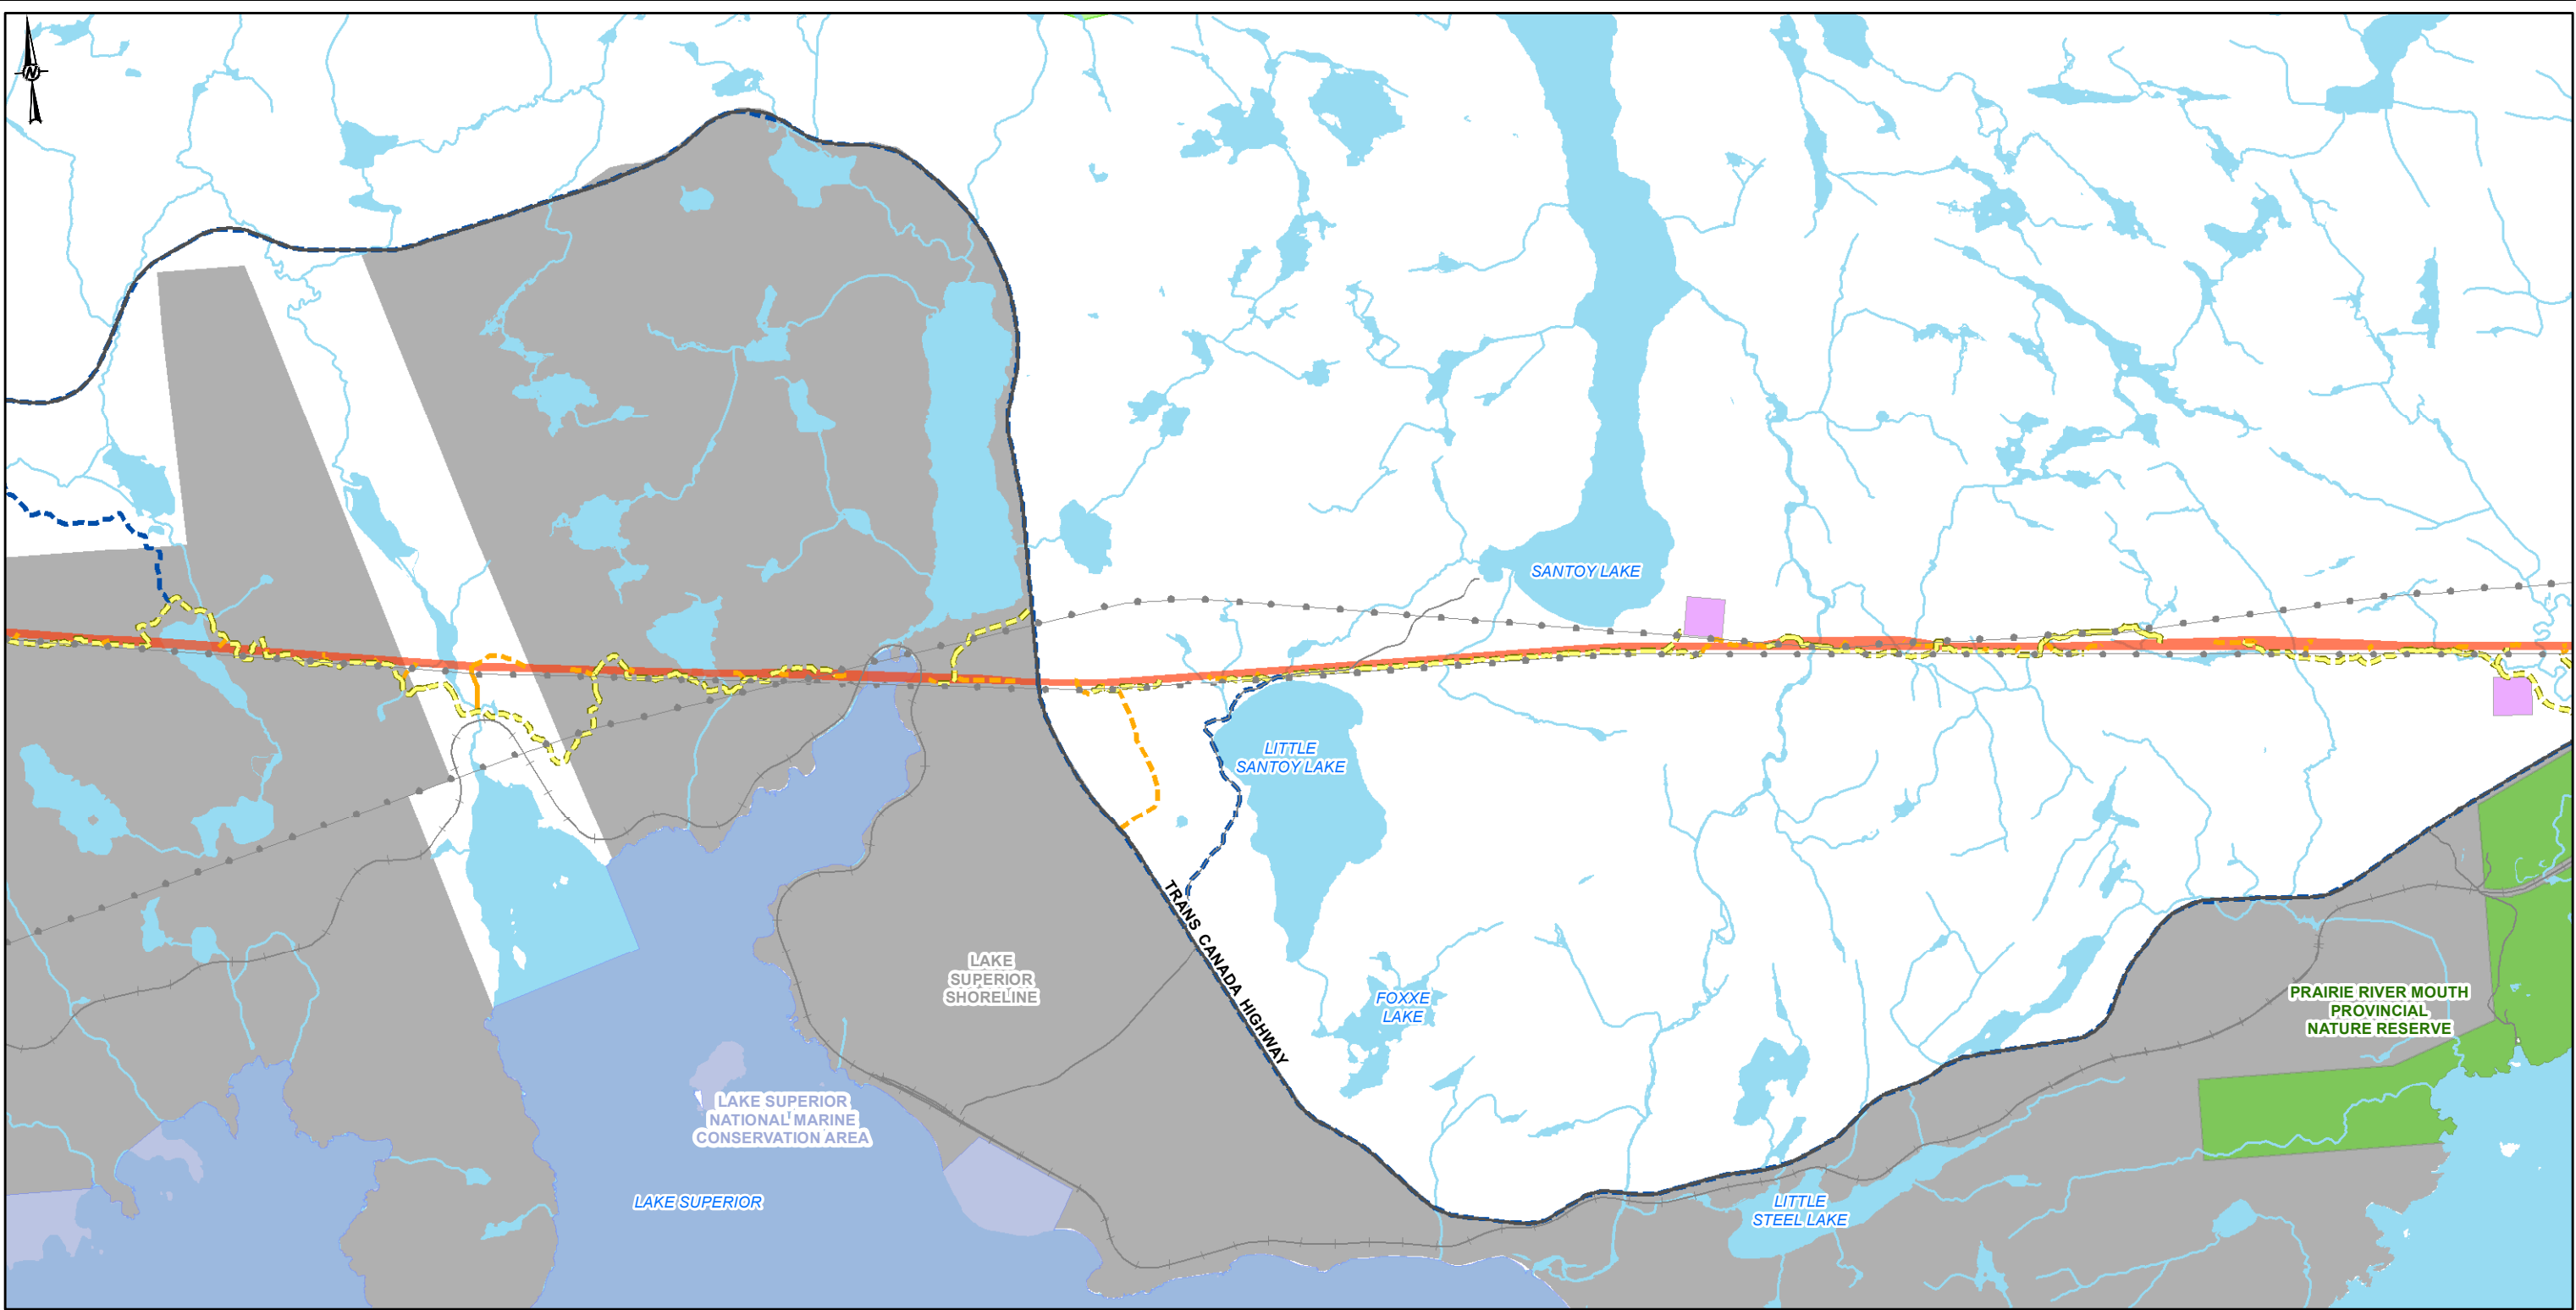 N
SANTOY LAKE
LITTLE
SANTOY LAKE
TRANS CANADA HIGHWAY
LAKE
SUPERIOR
SHORELINE
FOXXE
LAKE
PRAIRIE RIVER MOUTH
PROVINCIAL
NATURE RESERVE
LAKE SUPERIOR
NATIONAL MARINE
CONSERVATION AREA
LAKE SUPERIOR
LITTLE
STEEL LAKE